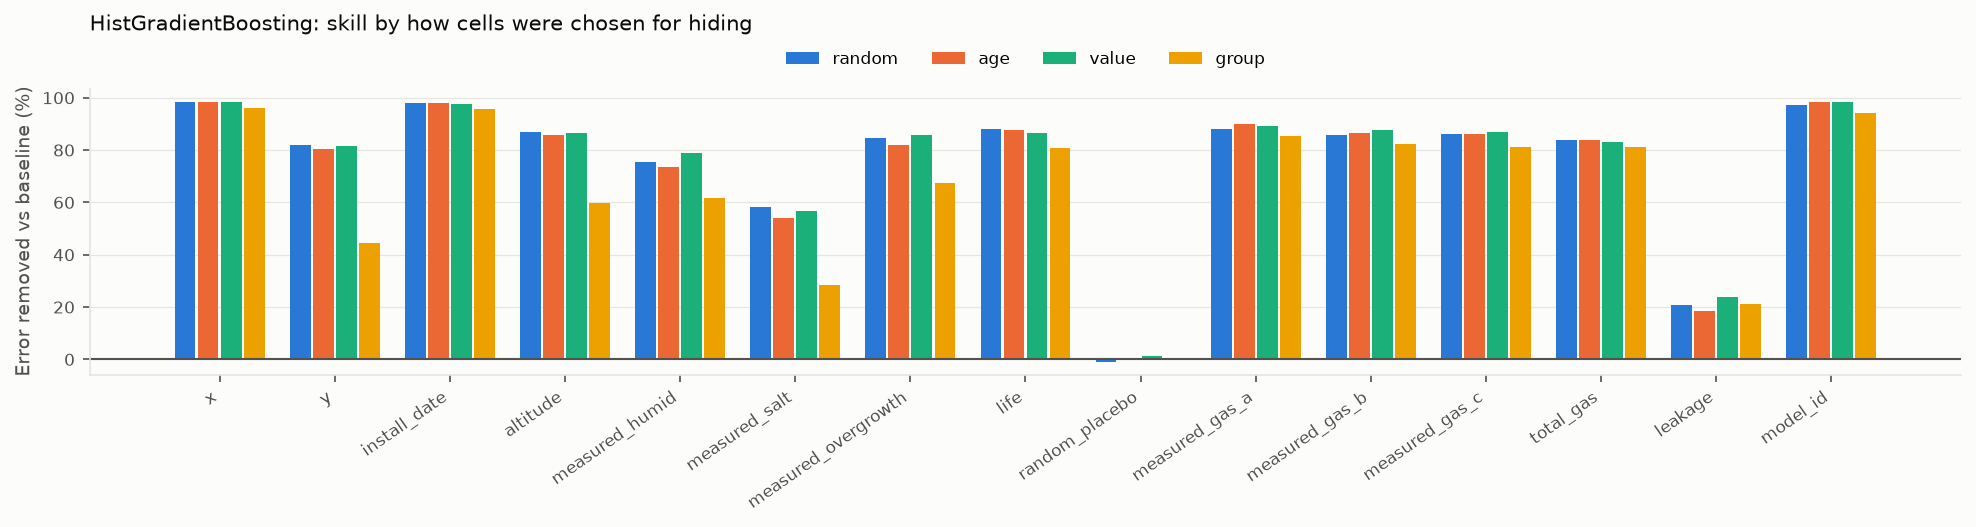 HistGradientBoosting: skill by how cells were chosen for hiding
random age value group
Error removed vs baseline (%)
100
80
60
40
20
0
x
y
install_date
altitude
measured_humid
measured_salt
measured_overgrowth
life
random_placebo
measured_gas_a
measured_gas_b
measured_gas_c
total_gas
leakage
model_id